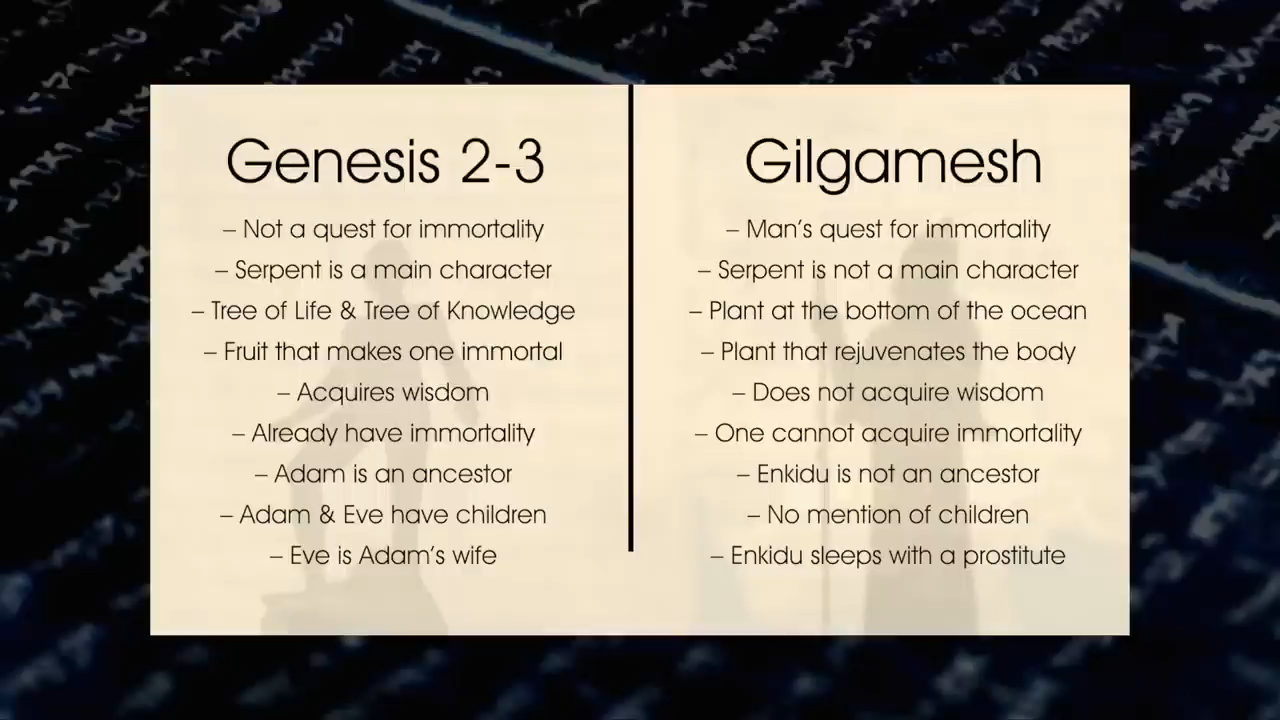 Genesis 2-3
– Not a quest for immortality
– Serpent is a main character
– Tree of Life & Tree of Knowledge
– Fruit that makes one immortal
– Acquires wisdom
– Already have immortality
– Adam is an ancestor
– Adam & Eve have children
– Eve is Adam’s wife
Gilgamesh
– Man’s quest for immortality
– Serpent is not a main character
– Plant at the bottom of the ocean
– Plant that rejuvenates the body
– Does not acquire wisdom
– One cannot acquire immortality
– Enkidu is not an ancestor
– No mention of children
– Enkidu sleeps with a prostitute